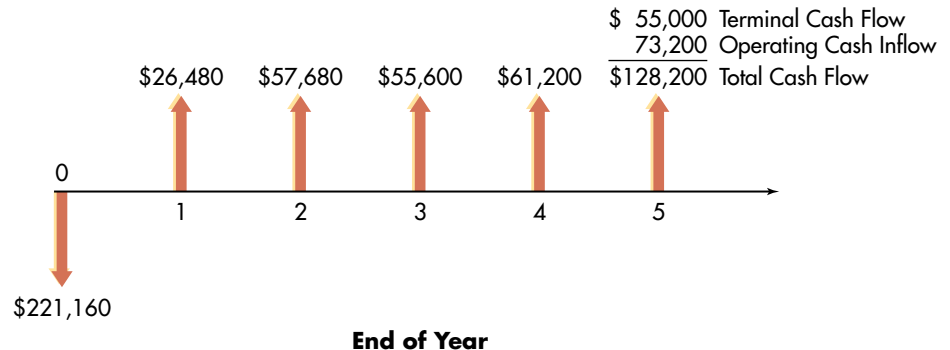 $ 55,000 Terminal Cash Flow
73,200 Operating Cash Inflow
$26,480 $57,680 $55,600 $61,200 $128,200 Total Cash Flow
0
1 2 3 4 5
$221,160
End of Year